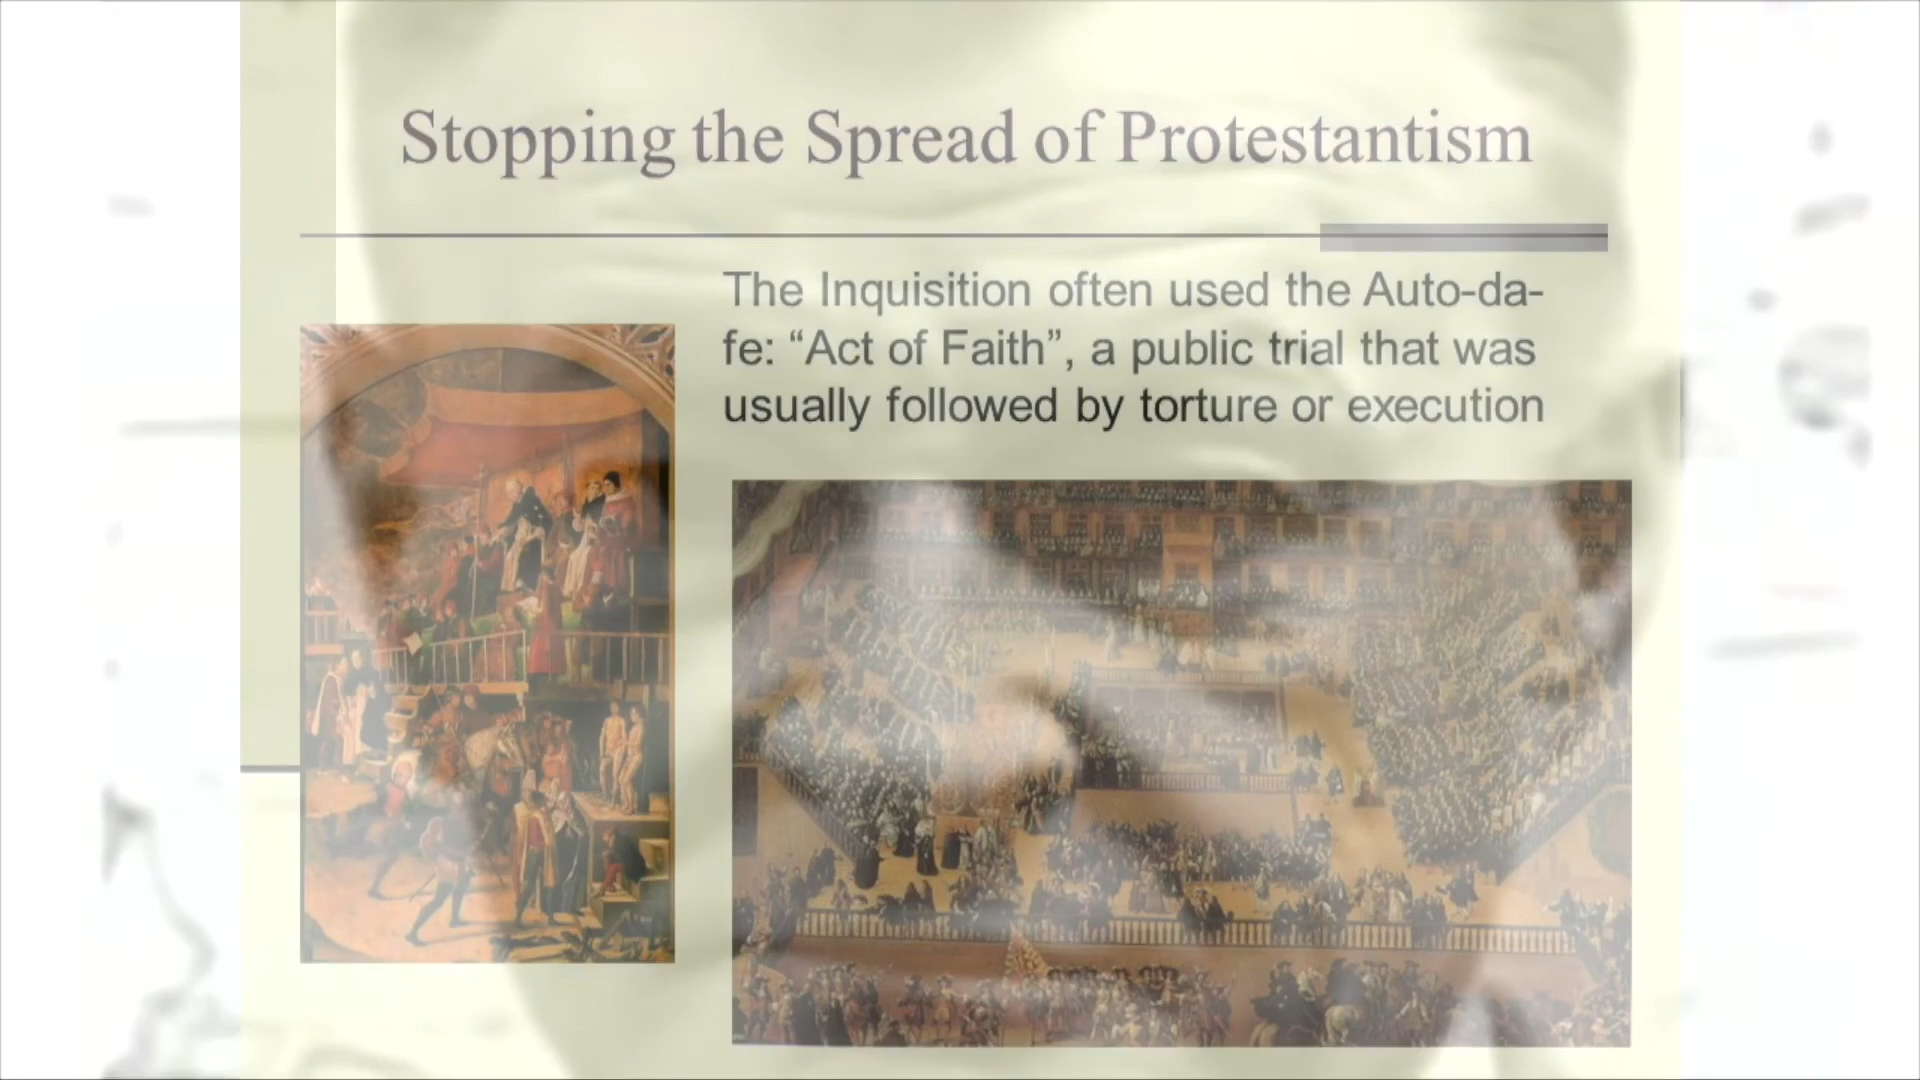 Stopping the Spread of Protestantism
The Inquisition often used the Auto-da-
fe: “Act of Faith”, a public trial that was
usually followed by torture or execution